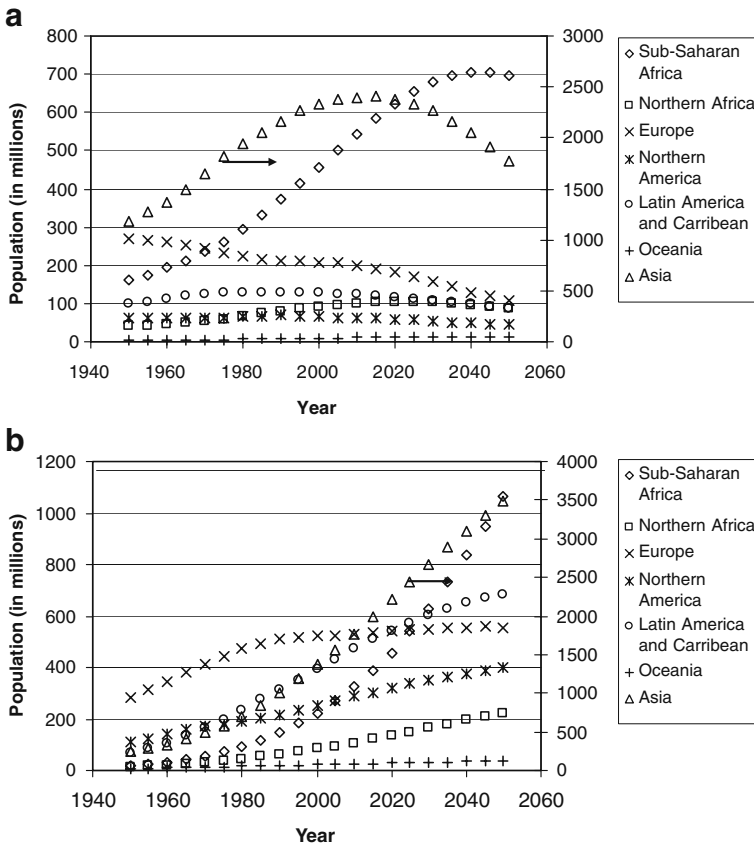 a
800
700
600
500
400
300
200
100
0
3000
2500
2000
1500
1000
500
0
1940 1960 1980 2000 2020 2040 2060
Population (in millions)
Year
Sub-Saharan
Africa
Northern Africa
Europe
Northern
America
Latin America
and Carribean
Oceania
Asia
b
1200
1000
800
600
400
200
0
4000
3500
3000
2500
2000
1500
1000
500
0
1940 1960 1980 2000 2020 2040 2060
Population (in millions)
Year
Sub-Saharan
Africa
Northern Africa
Europe
Northern
America
Latin America
and Carribean
Oceania
Asia